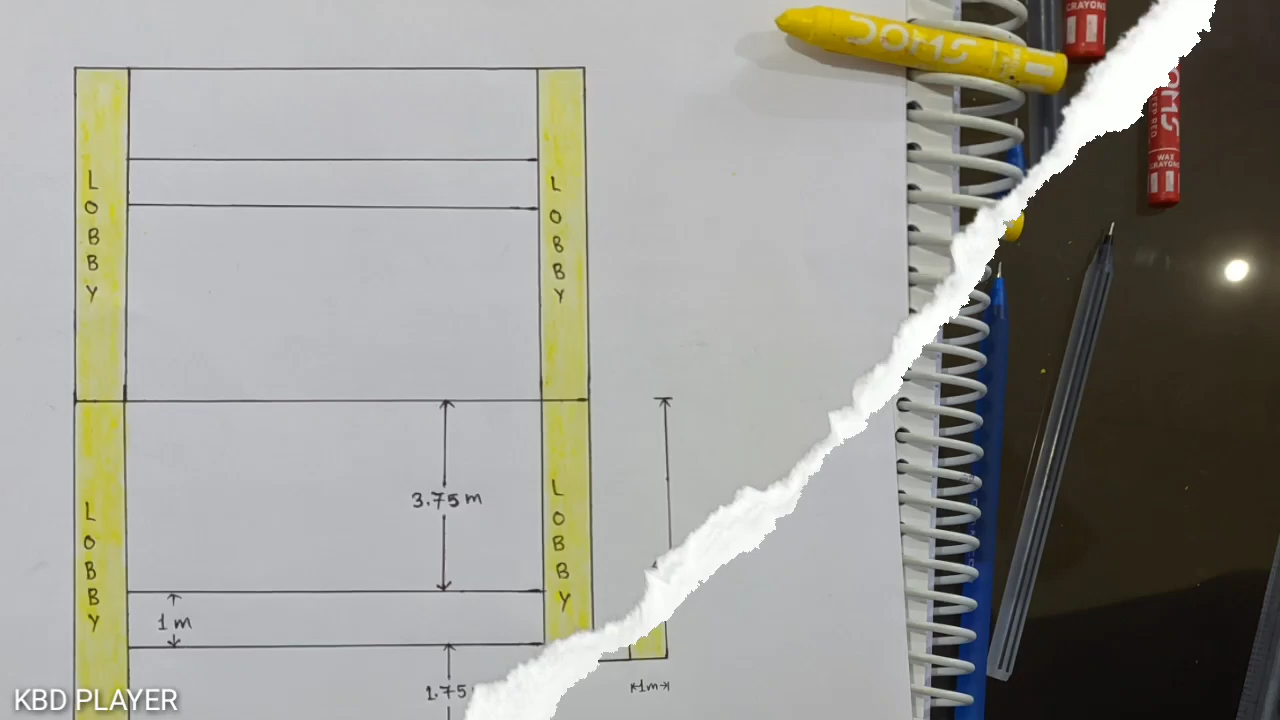 DOMS
CRAYONS
DOMS
WAX
CRAYONS
LOBBY
LOBBY
3.75 m
LOBBY
LOBBY
1 m
1.75
1m
KBD PLAYER